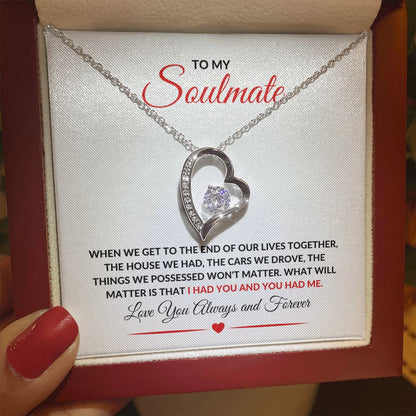 TO MY
Soulmate
WHEN WE GET TO THE END OF OUR LIVES TOGETHER,
THE HOUSE WE HAD, THE CARS WE DROVE, THE
THINGS WE POSSESSED WON'T MATTER. WHAT WILL
MATTER IS THAT I HAD YOU AND YOU HAD ME.
Love You Always and Forever